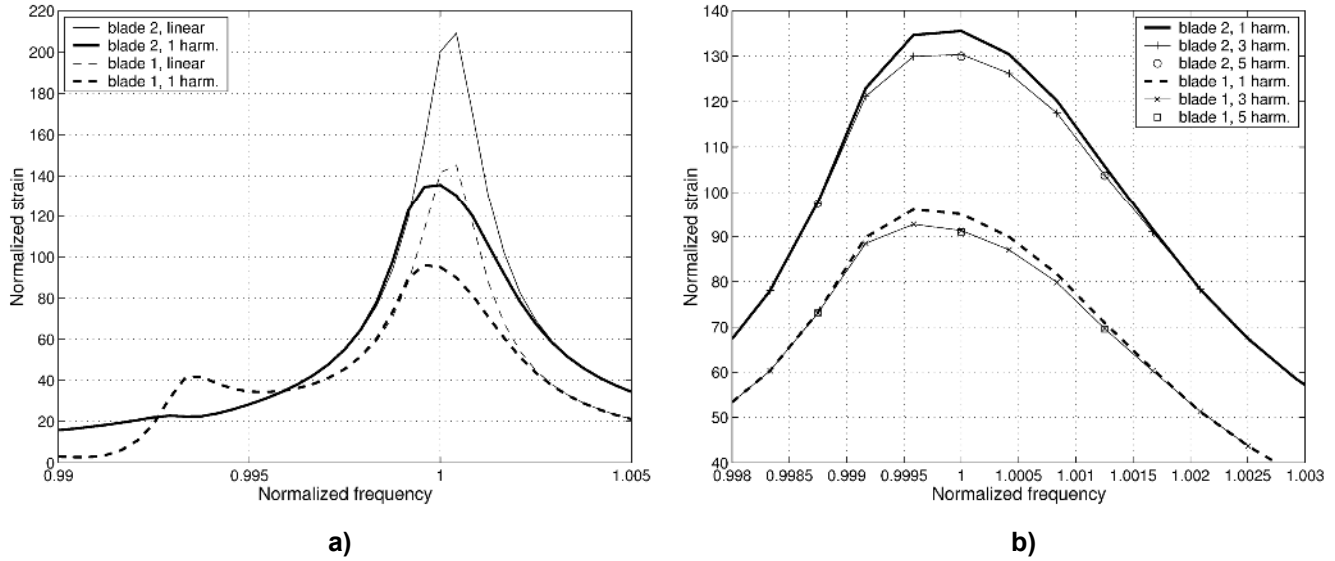 220
200
180
160
140
120
100
80
60
40
20
0
Normalized strain
blade 2, linear
blade 2, 1 harm.
blade 1, linear
blade 1, 1 harm.
0.99
0.995
1
1.005
Normalized frequency
a)
140
130
120
110
100
90
80
70
60
50
40
Normalized strain
blade 2, 1 harm.
blade 2, 3 harm.
blade 2, 5 harm.
blade 1, 1 harm.
blade 1, 3 harm.
blade 1, 5 harm.
0.998
0.9985
0.999
0.9995
1
1.0005
1.001
1.0015
1.002
1.0025
1.003
Normalized frequency
b)